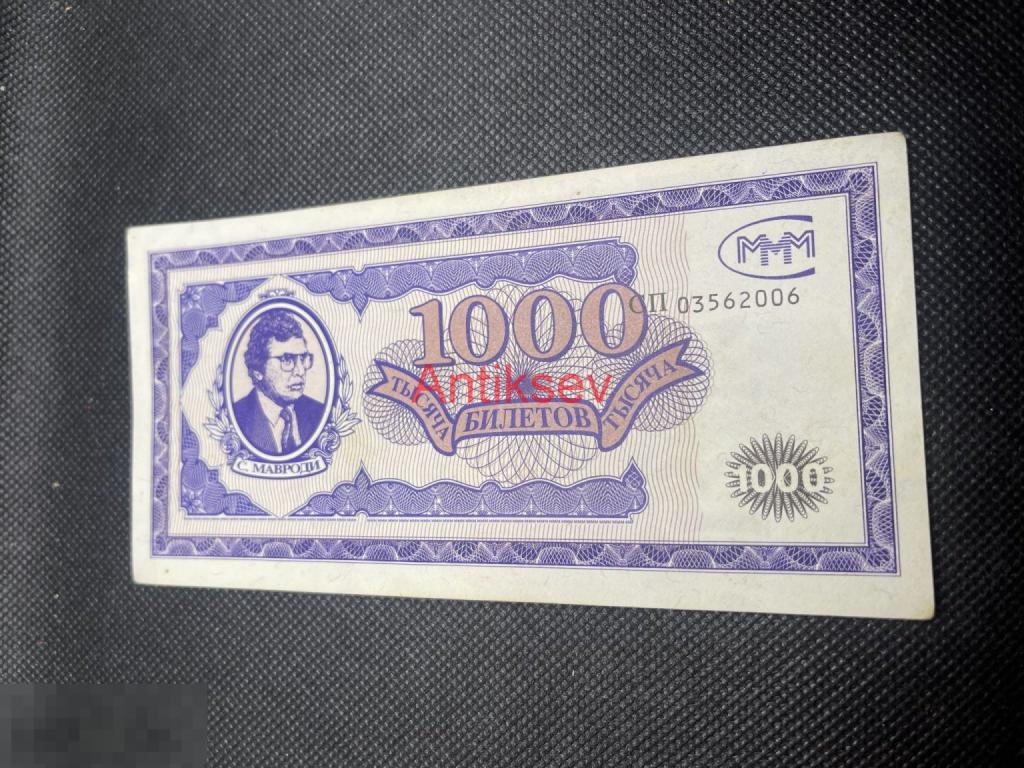 МММ
СП 03562006
1000
ТЫСЯЧА БИЛЕТОВ ТЫСЯЧА
Antiksev
С. МАВРОДИ
1000